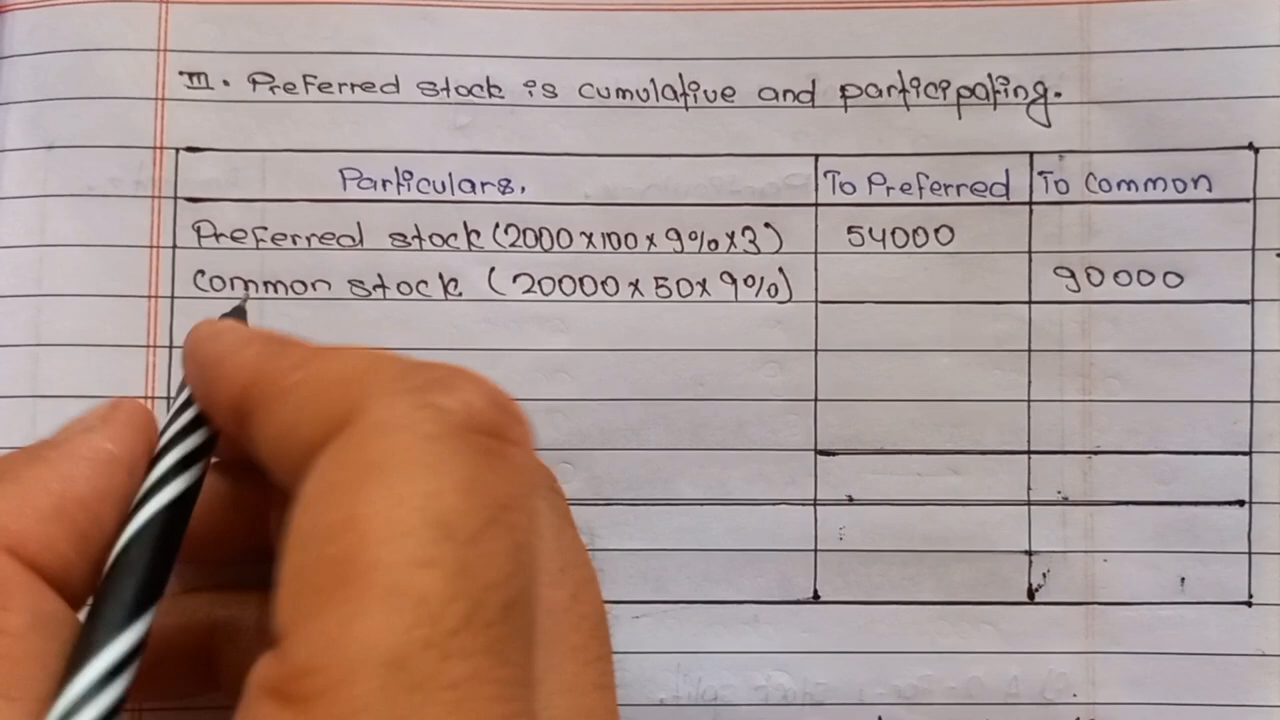 III. Preferred stock is cumulative and participating.
Particulars. To Preferred To Common
Preferred stock (2000×100×9%×3) 54000
Common stock (20000×50×9%) 90000